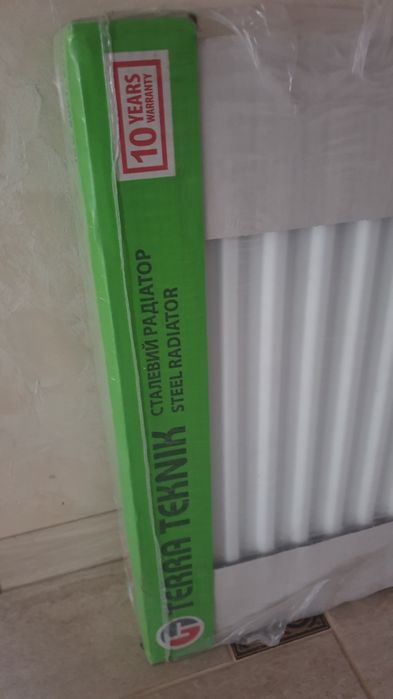 10 YEARS
WARRANTY
TERRA TEKNIK
СТАЛЕВИЙ РАДІАТОР
STEEL RADIATOR